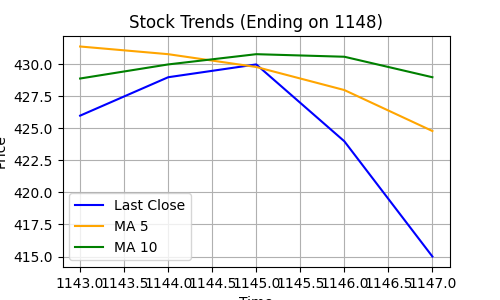 Stock Trends (Ending on 1148)
430.0
427.5
425.0
422.5
420.0
417.5
415.0
Price
Last Close
MA 5
MA 10
1143.0 1143.5 1144.0 1144.5 1145.0 1145.5 1146.0 1146.5 1147.0
Time